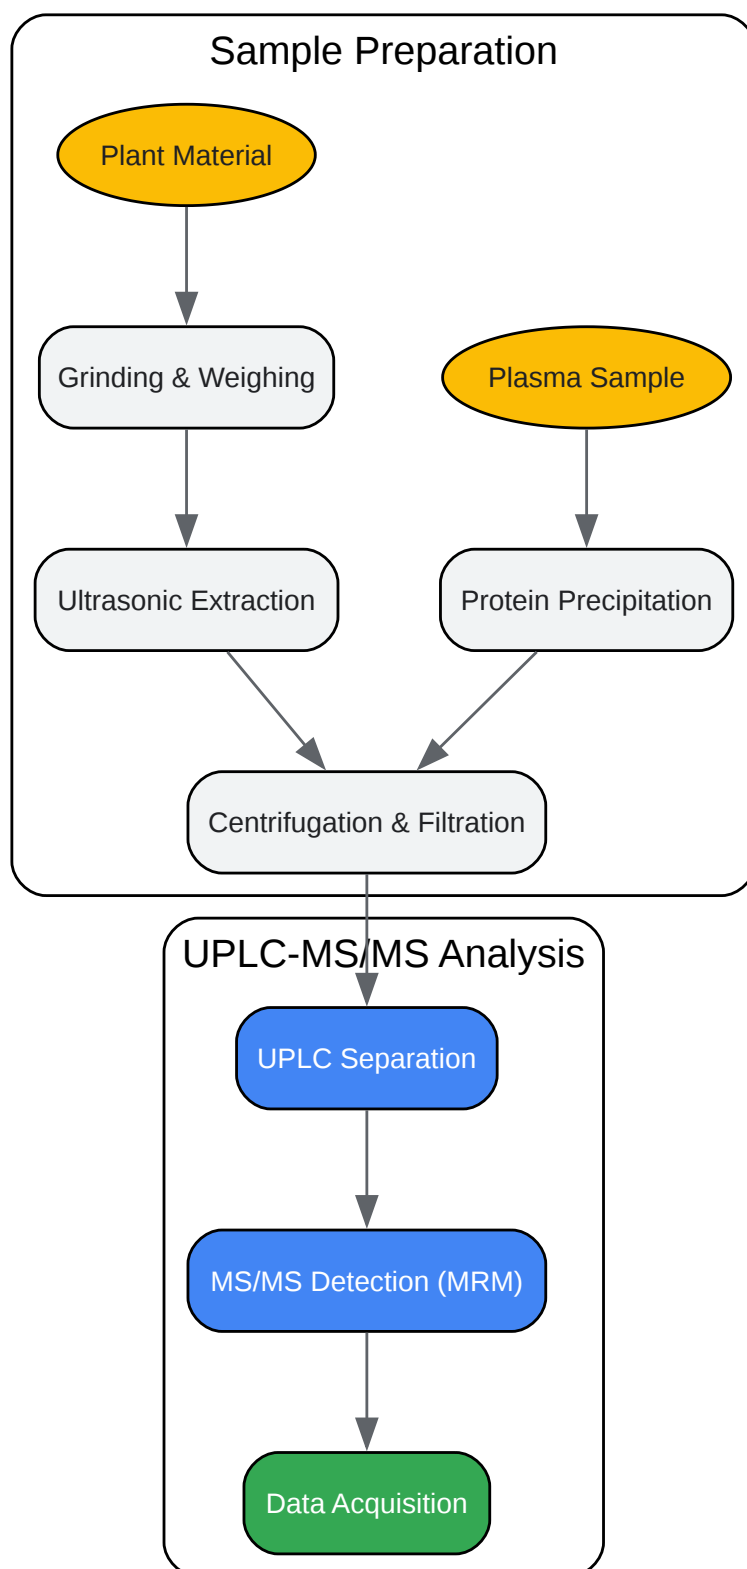 Sample Preparation
Plant Material
Grinding & Weighing
Plasma Sample
Ultrasonic Extraction
Protein Precipitation
Centrifugation & Filtration
UPLC-MS/MS Analysis
UPLC Separation
MS/MS Detection (MRM)
Data Acquisition